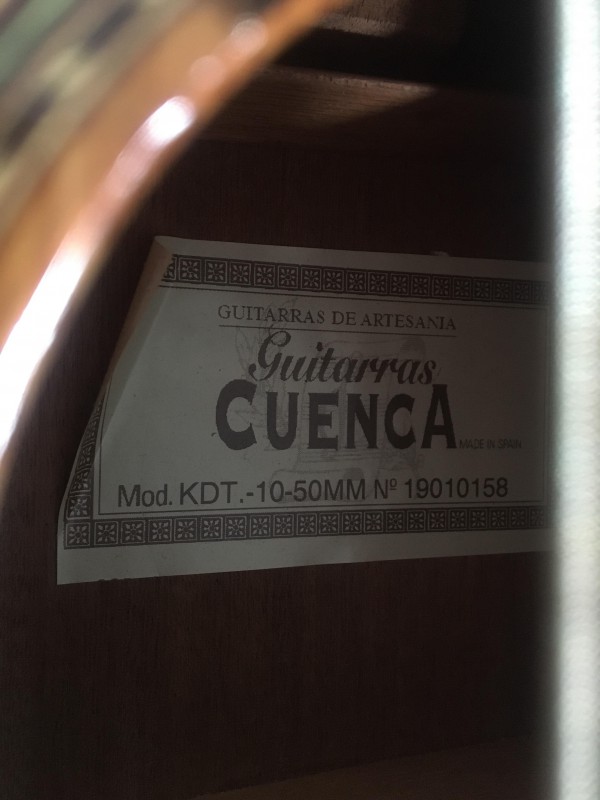 GUITARRAS DE ARTESANIA
Guitarras
CUENCA
MADE IN SPAIN
Mod. KDT.-10-50MM Nº 19010158